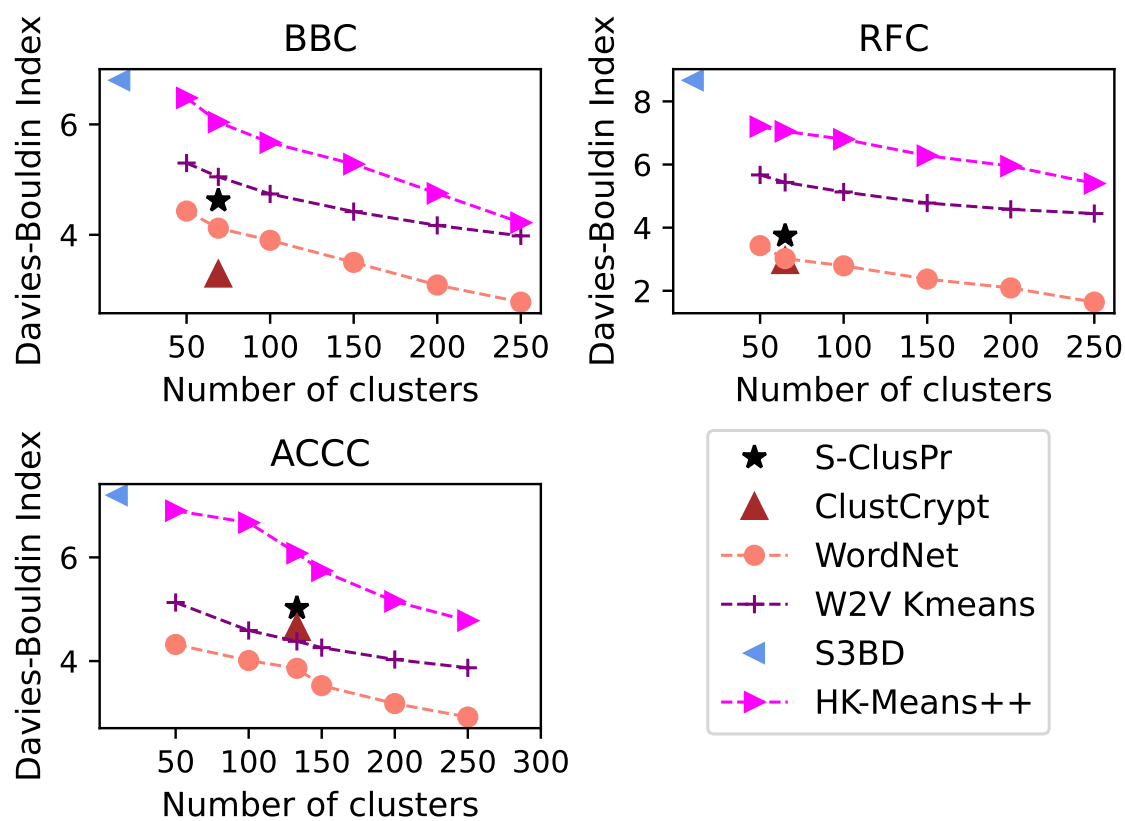 BBC
Davies-Bouldin Index
6
4
50 100 150 200 250
Number of clusters
RFC
Davies-Bouldin Index
8
6
4
2
50 100 150 200 250
Number of clusters
ACCC
Davies-Bouldin Index
6
4
50 100 150 200 250 300
Number of clusters
S-ClusPr
ClustCrypt
WordNet
W2V Kmeans
S3BD
HK-Means++